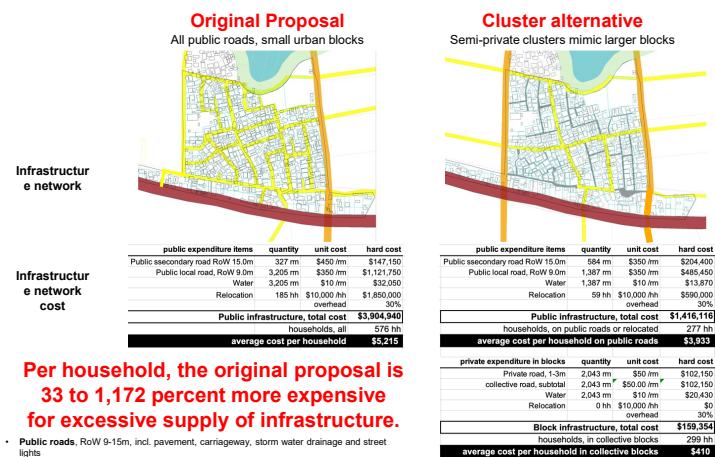 Original Proposal
All public roads, small urban blocks
Cluster alternative
Semi-private clusters mimic larger blocks
Infrastructur
e network
Infrastructur
e network
cost
public expenditure items quantity unit cost hard cost
Public ssecondary road RoW 15.0m 327 rm $450 /rm $147,150
Public local road, RoW 9.0m 3,205 rm $350 /rm $1,121,750
Water 3,205 rm $10 /rm $32,050
Relocation 185 hh $10,000 /hh $1,850,000
overhead 30%
Public infrastructure, total cost $3,904,940
households, all 576 hh
average cost per household $5,215
Per household, the original proposal is
33 to 1,172 percent more expensive
for excessive supply of infrastructure.
• Public roads, RoW 9-15m, incl. pavement, carriageway, storm water drainage and street
lights
public expenditure items quantity unit cost hard cost
Public ssecondary road RoW 15.0m 584 rm $350 /rm $204,400
Public local road, RoW 9.0m 1,387 rm $350 /rm $485,450
Water 1,387 rm $10 /rm $13,870
Relocation 59 hh $10,000 /hh $590,000
overhead 30%
Public infrastructure, total cost $1,416,116
households, on public roads or relocated 277 hh
average cost per household on public roads $3,933
private expenditure in blocks quantity unit cost hard cost
Private road, 1-3m 2,043 rm $50 /rm $102,150
collective road, subtotal 2,043 rm $50.00 /rm $102,150
Water 2,043 rm $10 /rm $20,430
Relocation 0 hh $10,000 /hh $0
overhead 30%
Block infrastructure, total cost $159,354
households, in collective blocks 299 hh
average cost per household in collective blocks $410